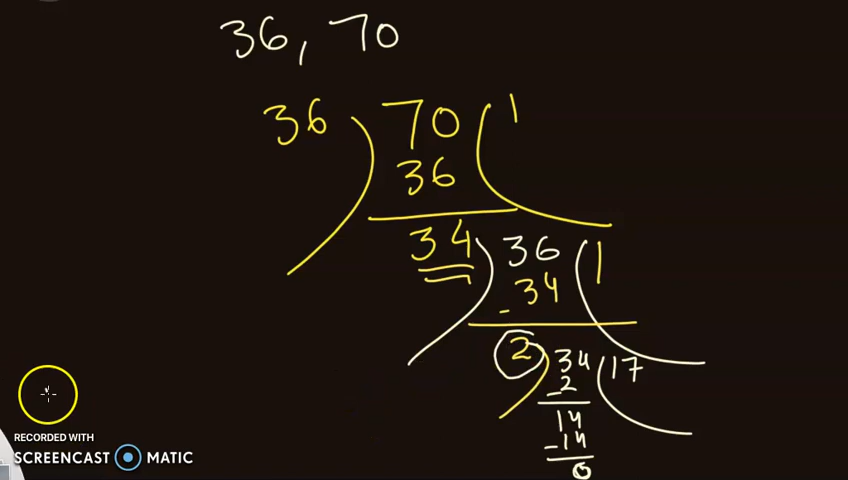 36, 70
36 ) 70 ( 1
36
34 ) 36 ( 1
- 34
2 ) 34 ( 17
- 2
14
- 14
0
RECORDED WITH
SCREENCAST MATIC